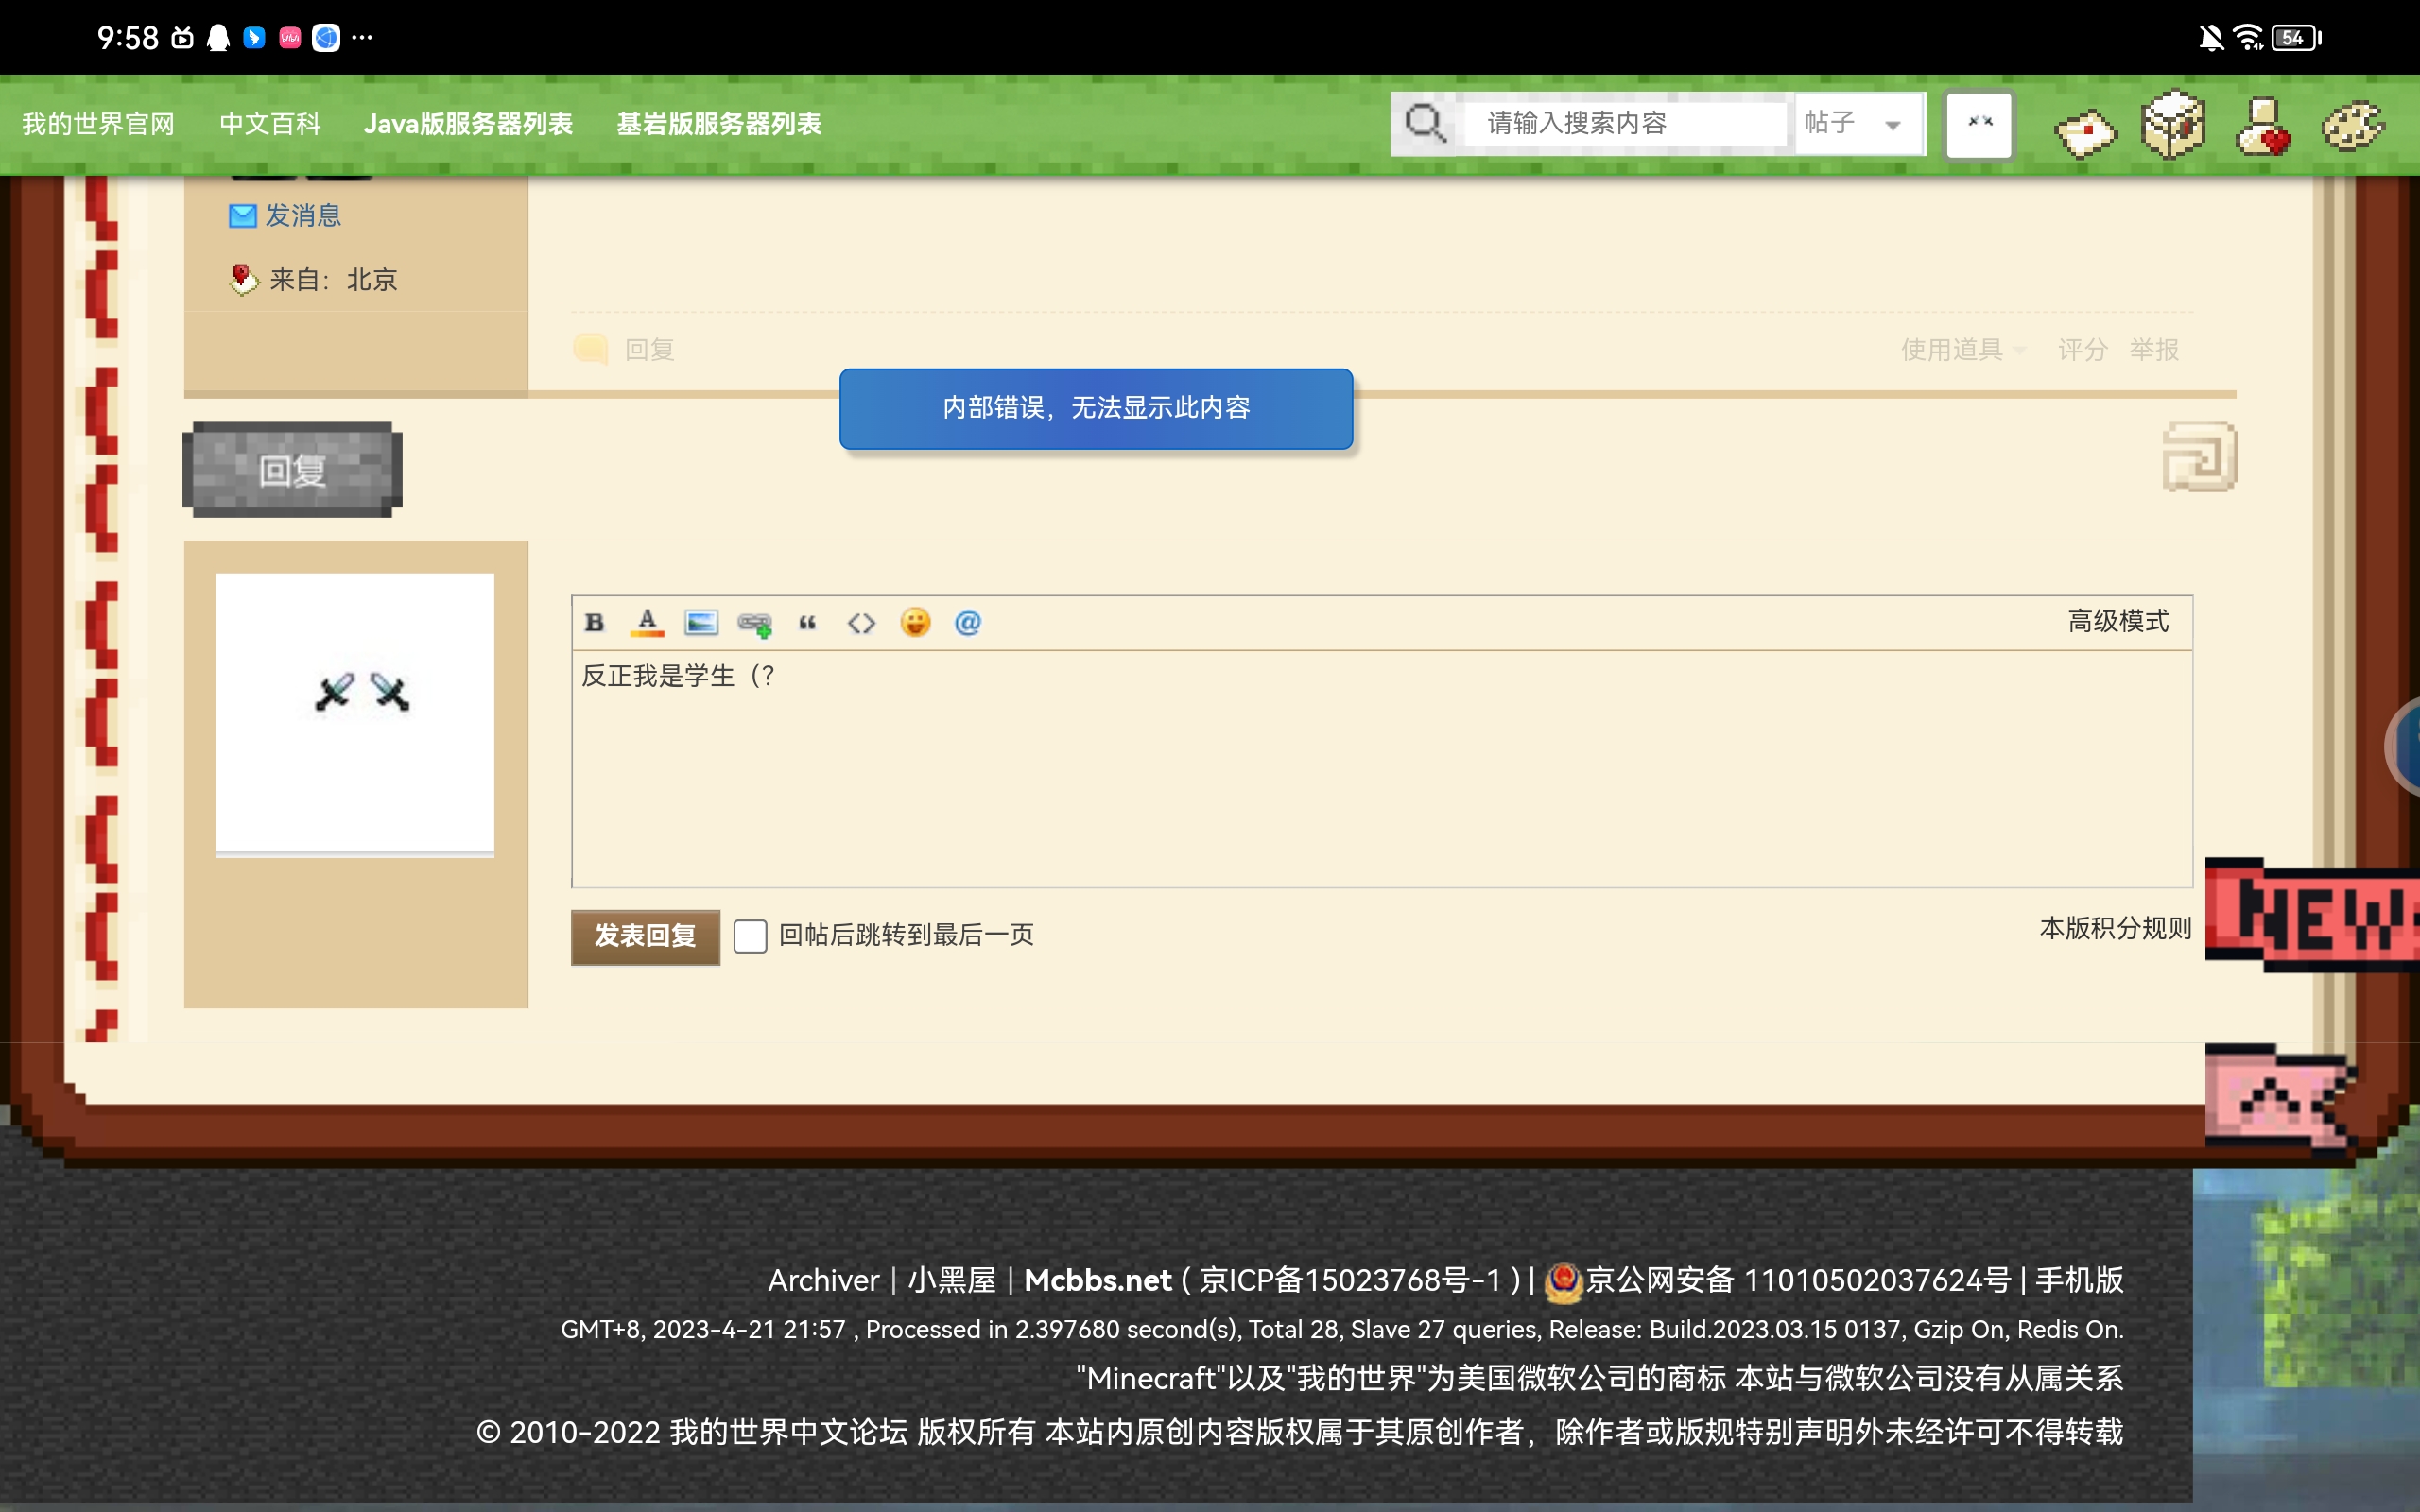 9:58
54
我的世界官网 中文百科 Java版服务器列表 基岩版服务器列表 请输入搜索内容 帖子
发消息
来自：北京
回复 使用道具 评分 举报
内部错误，无法显示此内容
回复
B A “ <> @ 高级模式
反正我是学生（？
发表回复 回帖后跳转到最后一页 本版积分规则
NEW
Archiver | 小黑屋 | Mcbbs.net ( 京ICP备15023768号-1 ) | 京公网安备 11010502037624号 | 手机版
GMT+8, 2023-4-21 21:57 , Processed in 2.397680 second(s), Total 28, Slave 27 queries, Release: Build.2023.03.15 0137, Gzip On, Redis On.
"Minecraft"以及"我的世界"为美国微软公司的商标 本站与微软公司没有从属关系
© 2010-2022 我的世界中文论坛 版权所有 本站内原创内容版权属于其原创作者，除作者或版规特别声明外未经许可不得转载